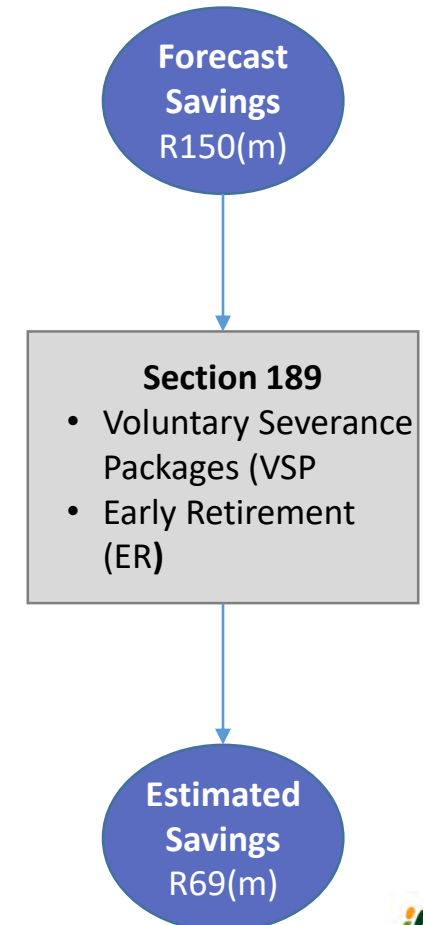 Forecast
Savings
R150(m)
Section 189
• Voluntary Severance
Packages (VSP
• Early Retirement
(ER)
Estimated
Savings
R69(m)